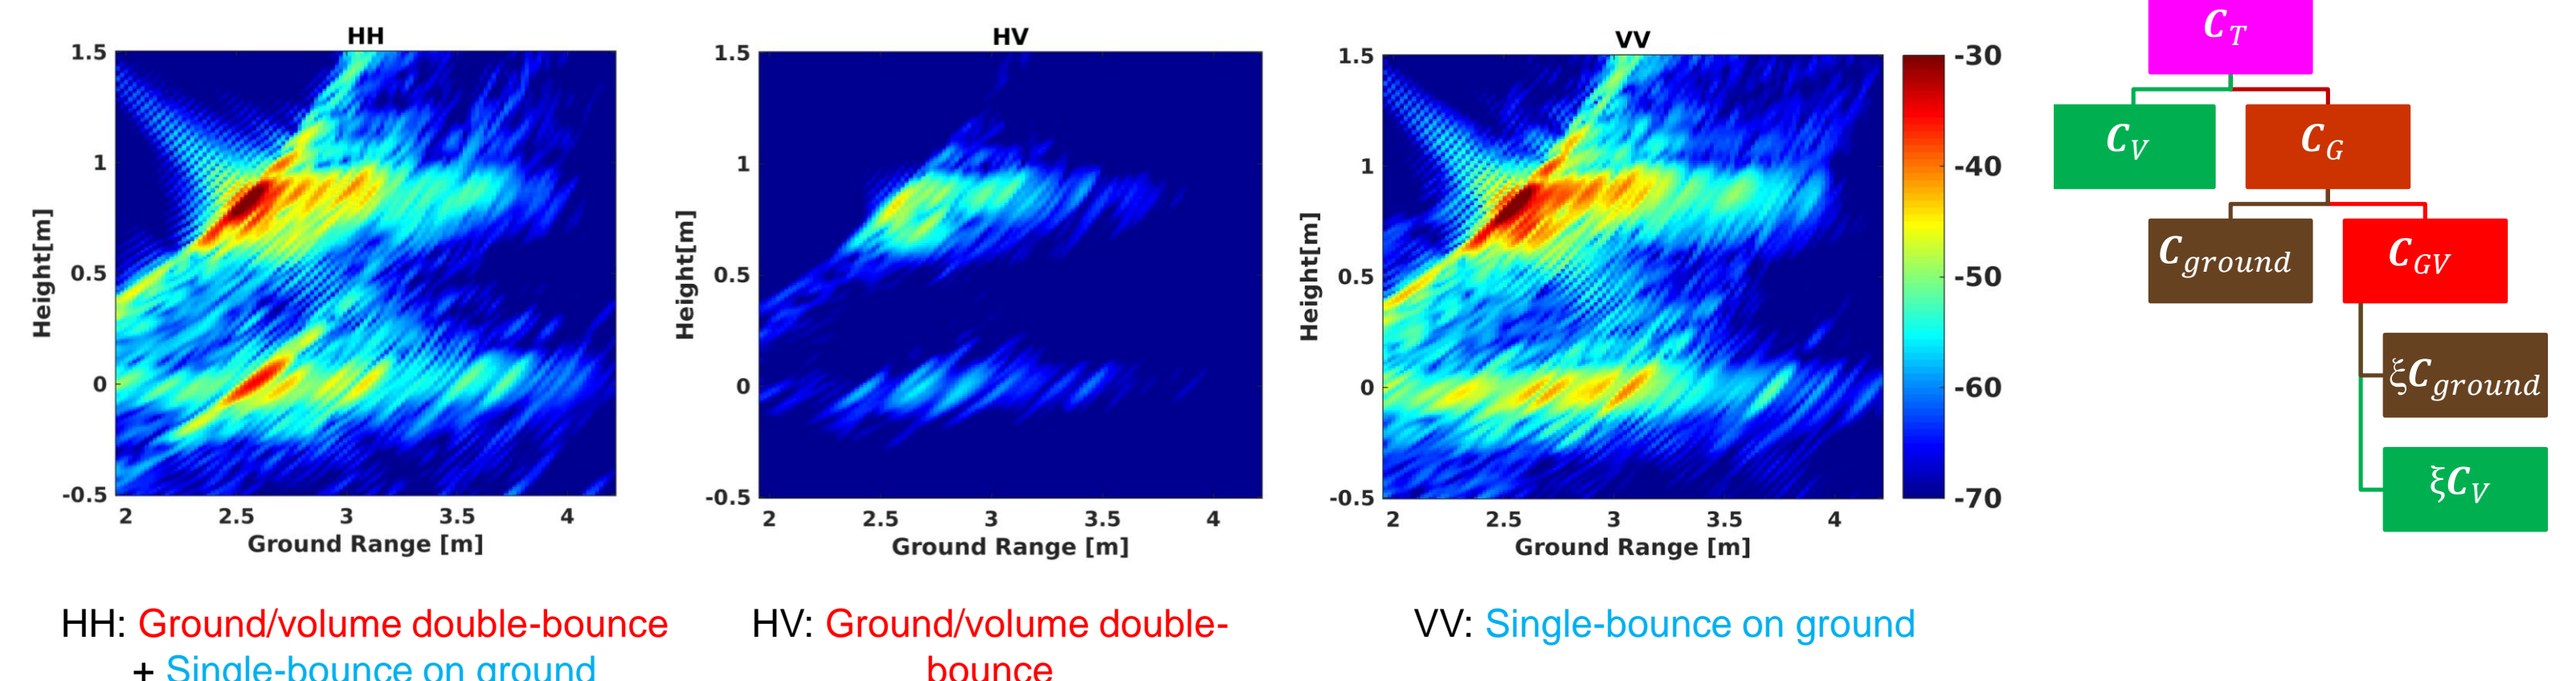 HH
1.5
1
0.5
0
-0.5
Height[m]
2 2.5 3 3.5 4
Ground Range [m]
HV
1.5
1
0.5
0
-0.5
Height[m]
2 2.5 3 3.5 4
Ground Range [m]
VV
1.5
1
0.5
0
-0.5
Height[m]
2 2.5 3 3.5 4
Ground Range [m]
-30
-40
-50
-60
-70
C_T
C_V C_G
C_ground C_GV
ξC_ground
ξC_V
HH: Ground/volume double-bounce
+ Single-bounce on ground
HV: Ground/volume double-
bounce
VV: Single-bounce on ground